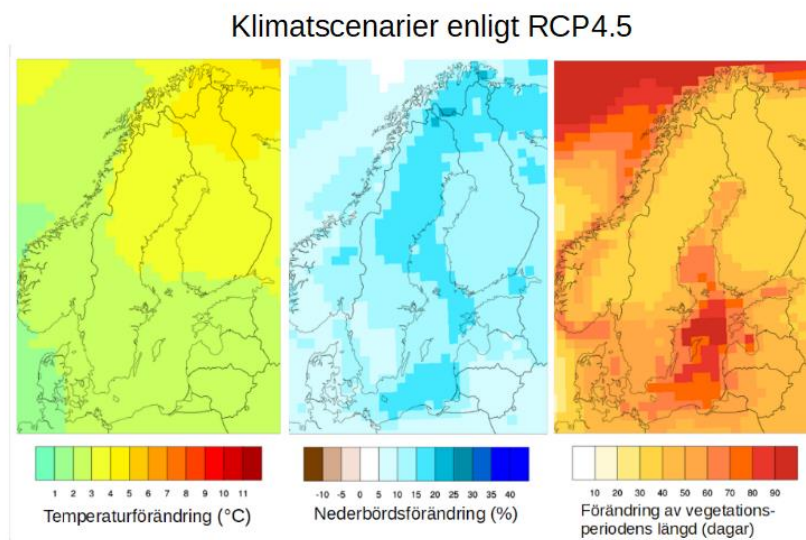 Klimatscenarier enligt RCP4.5
1 2 3 4 5 6 7 8 9 10 11
Temperaturförändring (°C)
-10 -5 0 5 10 15 20 25 30 35 40
Nederbördsförändring (%)
10 20 30 40 50 60 70 80 90
Förändring av vegetations-
periodens längd (dagar)